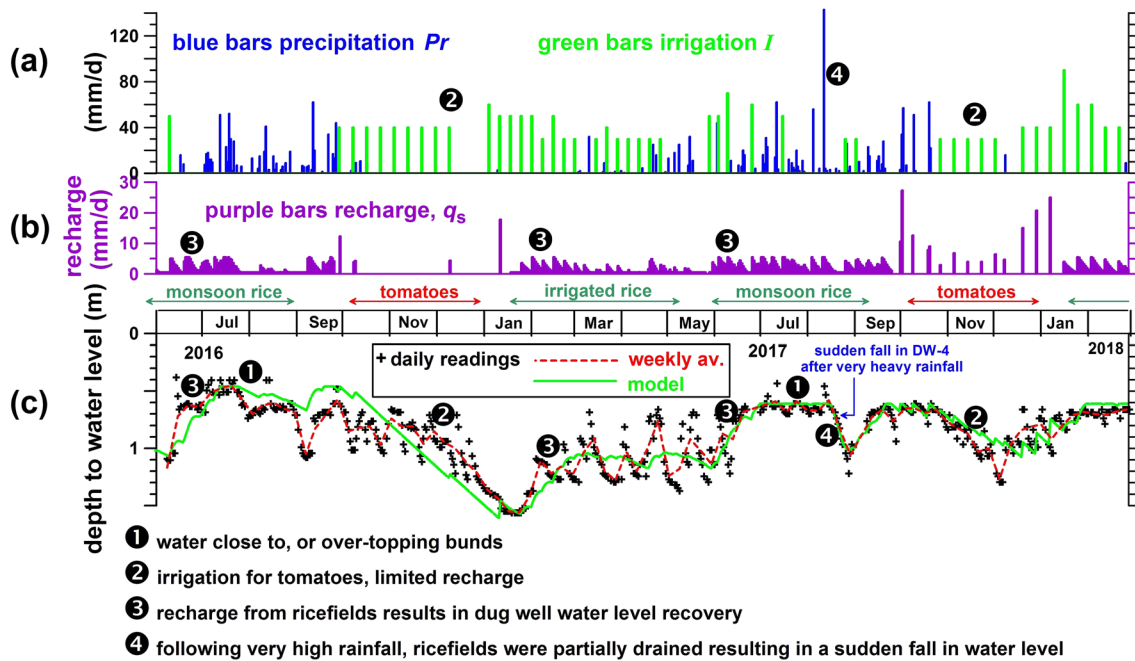 (a)
(mm/d)
140
120
80
40
0
blue bars precipitation Pr
green bars irrigation I
2
4
2
(b)
recharge
(mm/d)
30
25
20
15
10
5
0
purple bars recharge, qs
3
3
3
monsoon rice
tomatoes
irrigated rice
monsoon rice
tomatoes
Jul
Sep
Nov
Jan
Mar
May
Jul
Sep
Nov
Jan
2016
2017
2018
(c)
depth to water level (m)
0
1
+ daily readings
weekly av.
model
sudden fall in DW-4
after very heavy rainfall
1
3
2
3
3
1
4
2
1 water close to, or over-topping bunds
2 irrigation for tomatoes, limited recharge
3 recharge from ricefields results in dug well water level recovery
4 following very high rainfall, ricefields were partially drained resulting in a sudden fall in water level